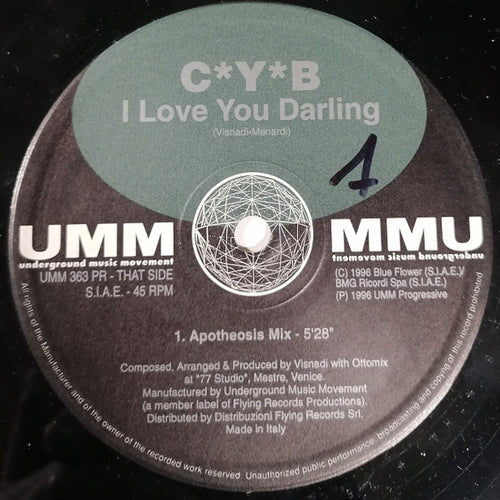 C*Y*B
I Love You Darling
(Visnadi-Menardi)
1
UMM
underground music movement
UMM 363 PR - THAT SIDE
S.I.A.E. - 45 RPM
MMU
underground music movement
(C) 1996 Blue Flower (S.I.A.E.)/
BMG Ricordi Spa (S.I.A.E.)
(P) 1996 UMM Progressive
1. Apotheosis Mix - 5'28"
Composed, Arranged & Produced by Visnadi with Ottomix
at "77 Studio", Mestre, Venice.
Manufactured by Underground Music Movement
(a member label of Flying Records Productions).
Distributed by Distribuzioni Flying Records Srl.
Made in Italy
All rights of the Manufacturer and of the owner of the recorded work reserved. Unauthorized public performance, broadcasting and copying of this record prohibited